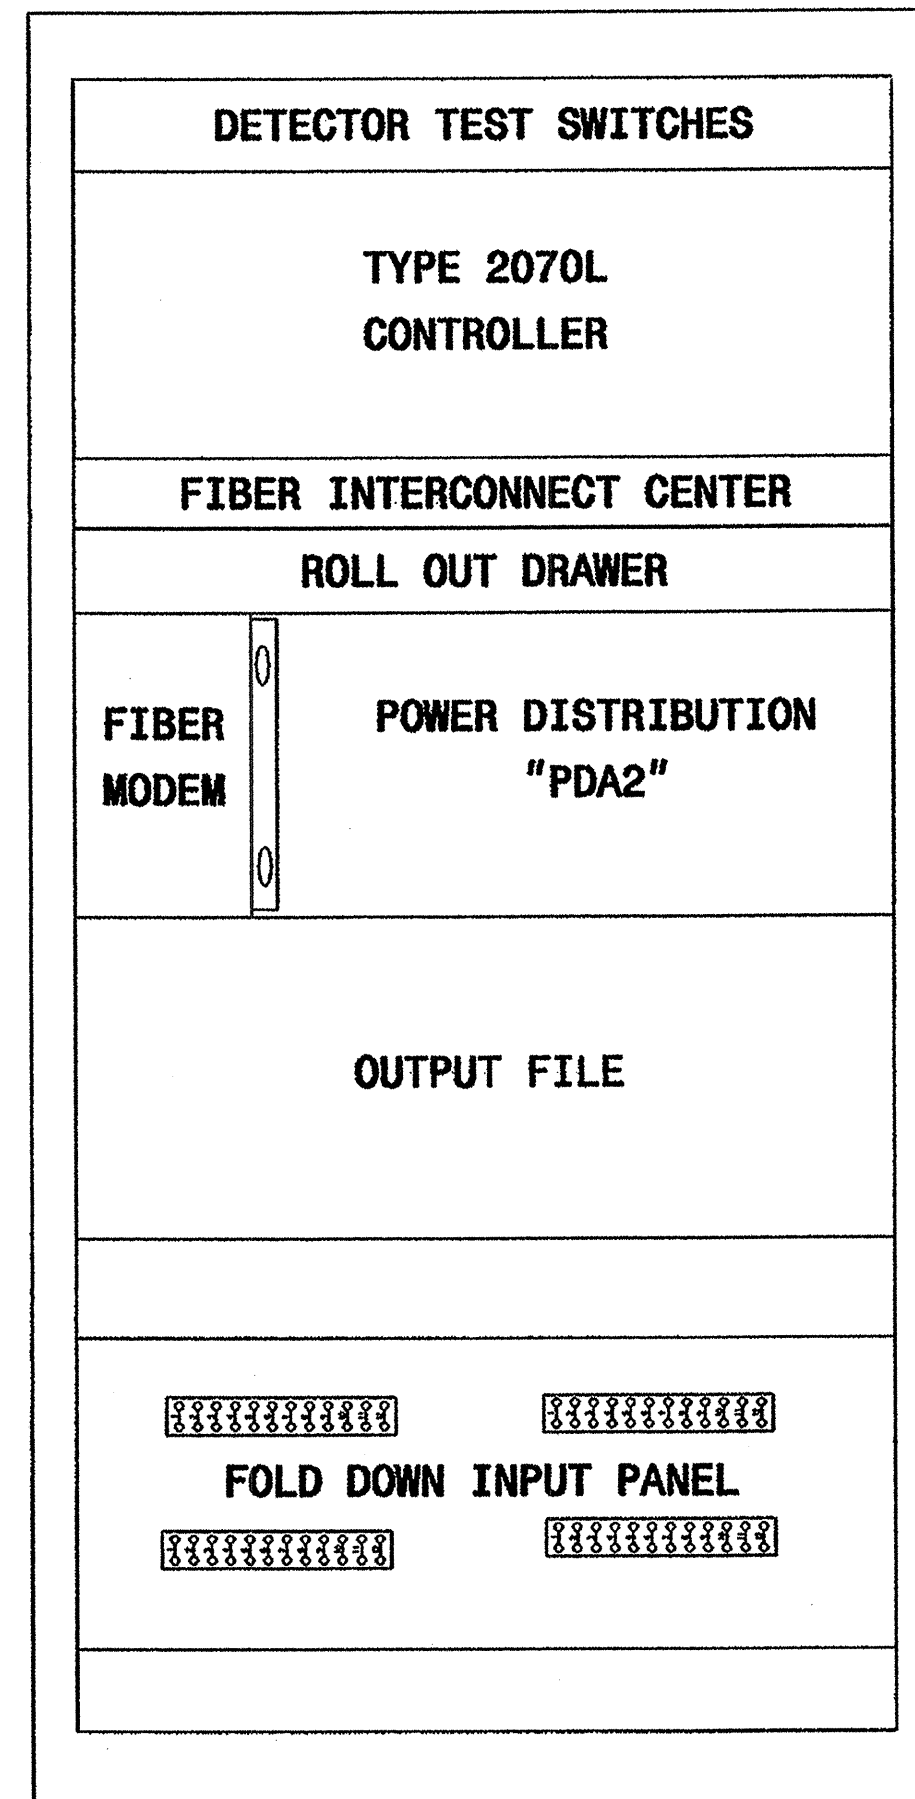 DETECTOR TEST SWITCHES
TYPE 2070L
CONTROLLER
FIBER INTERCONNECT CENTER
ROLL OUT DRAWER
FIBER
MODEM
POWER DISTRIBUTION
"PDA2"
OUTPUT FILE
FOLD DOWN INPUT PANEL